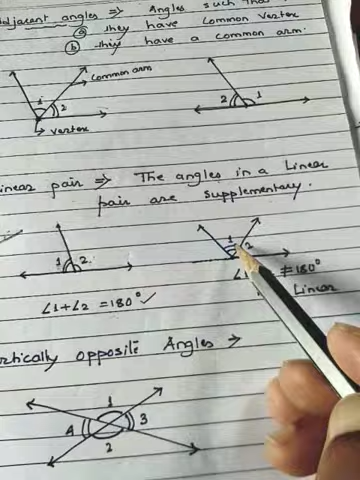 adjacent angles ⇒ Angles such that
ⓐ they have common vertex
ⓑ they have a common arm.
common arm
1 2
vertex
2 1
Linear pair ⇒ The angles in a Linear
pair are supplementary.
1 2
1 2
∠1+∠2 = 180° ✓
∠1 ≠ 180°
Linear
Vertically opposite Angles →
1
4 3
2